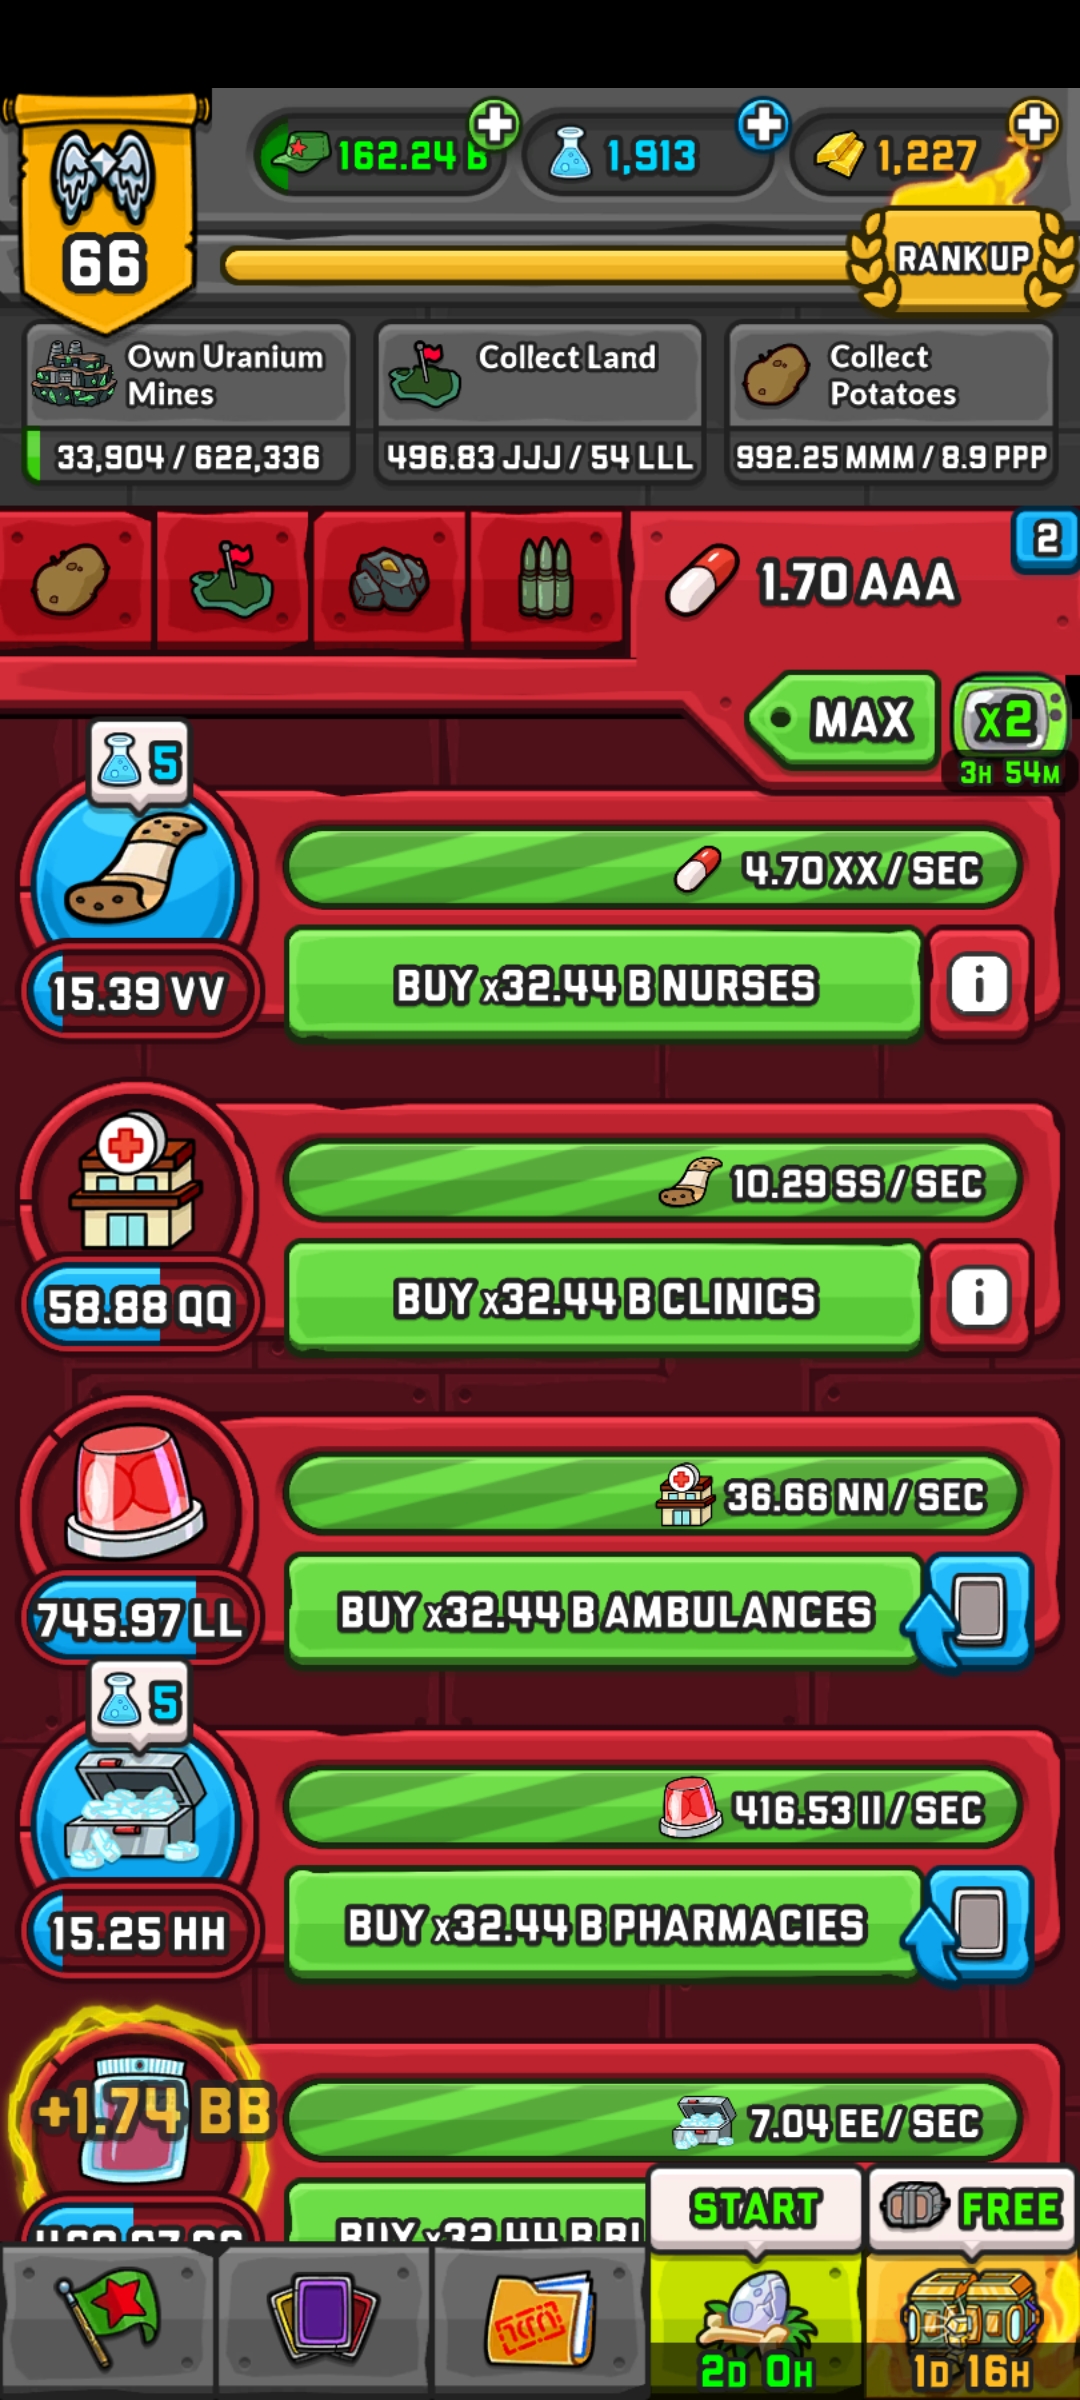 162.24 B
1,913
1,227
66
RANK UP
Own Uranium
Mines
33,904 / 622,336
Collect Land
496.83 JJJ / 54 LLL
Collect
Potatoes
992.25 MMM / 8.9 PPP
1.70 AAA
2
MAX
x2
3H 54M
5
4.70 XX / SEC
15.39 VV
BUY x32.44 B NURSES
i
10.29 SS / SEC
58.88 QQ
BUY x32.44 B CLINICS
i
36.66 NN / SEC
745.97 LL
BUY x32.44 B AMBULANCES
5
416.53 II / SEC
15.25 HH
BUY x32.44 B PHARMACIES
+1.74 BB
7.04 EE / SEC
BUY x32.44 B
START
FREE
2D 0H
1D 16H